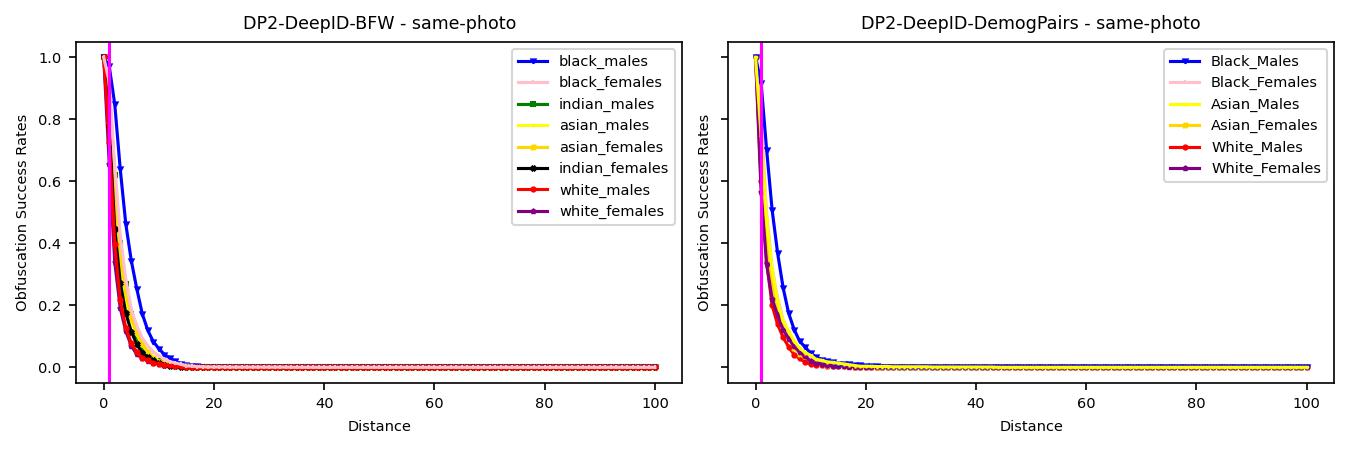 DP2-DeepID-BFW - same-photo
Obfuscation Success Rates
1.0
0.8
0.6
0.4
0.2
0.0
0
20
40
60
80
100
Distance
black_males
black_females
indian_males
asian_males
asian_females
indian_females
white_males
white_females
DP2-DeepID-DemogPairs - same-photo
Obfuscation Success Rates
0
20
40
60
80
100
Distance
Black_Males
Black_Females
Asian_Males
Asian_Females
White_Males
White_Females